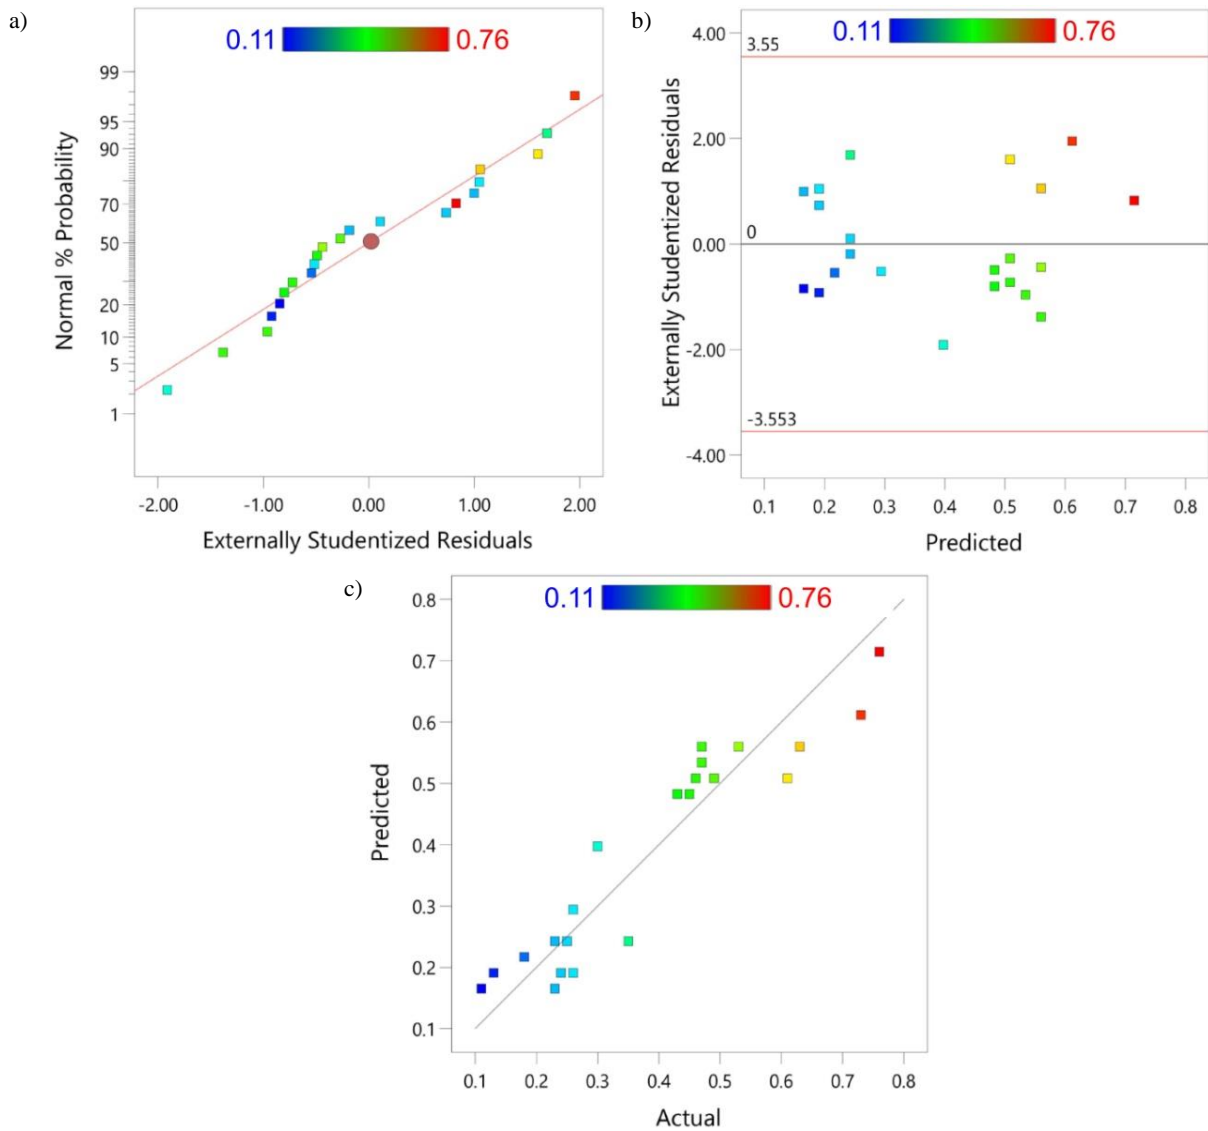 a)
0.11 0.76
99
95
90
70
50
20
10
5
1
Normal % Probability
-2.00 -1.00 0.00 1.00 2.00
Externally Studentized Residuals
b)
0.11 0.76
4.00
3.55
2.00
0
0.00
-2.00
-3.553
-4.00
Externally Studentized Residuals
0.1 0.2 0.3 0.4 0.5 0.6 0.7 0.8
Predicted
c)
0.11 0.76
0.8
0.7
0.6
0.5
0.4
0.3
0.2
0.1
Predicted
0.1 0.2 0.3 0.4 0.5 0.6 0.7 0.8
Actual